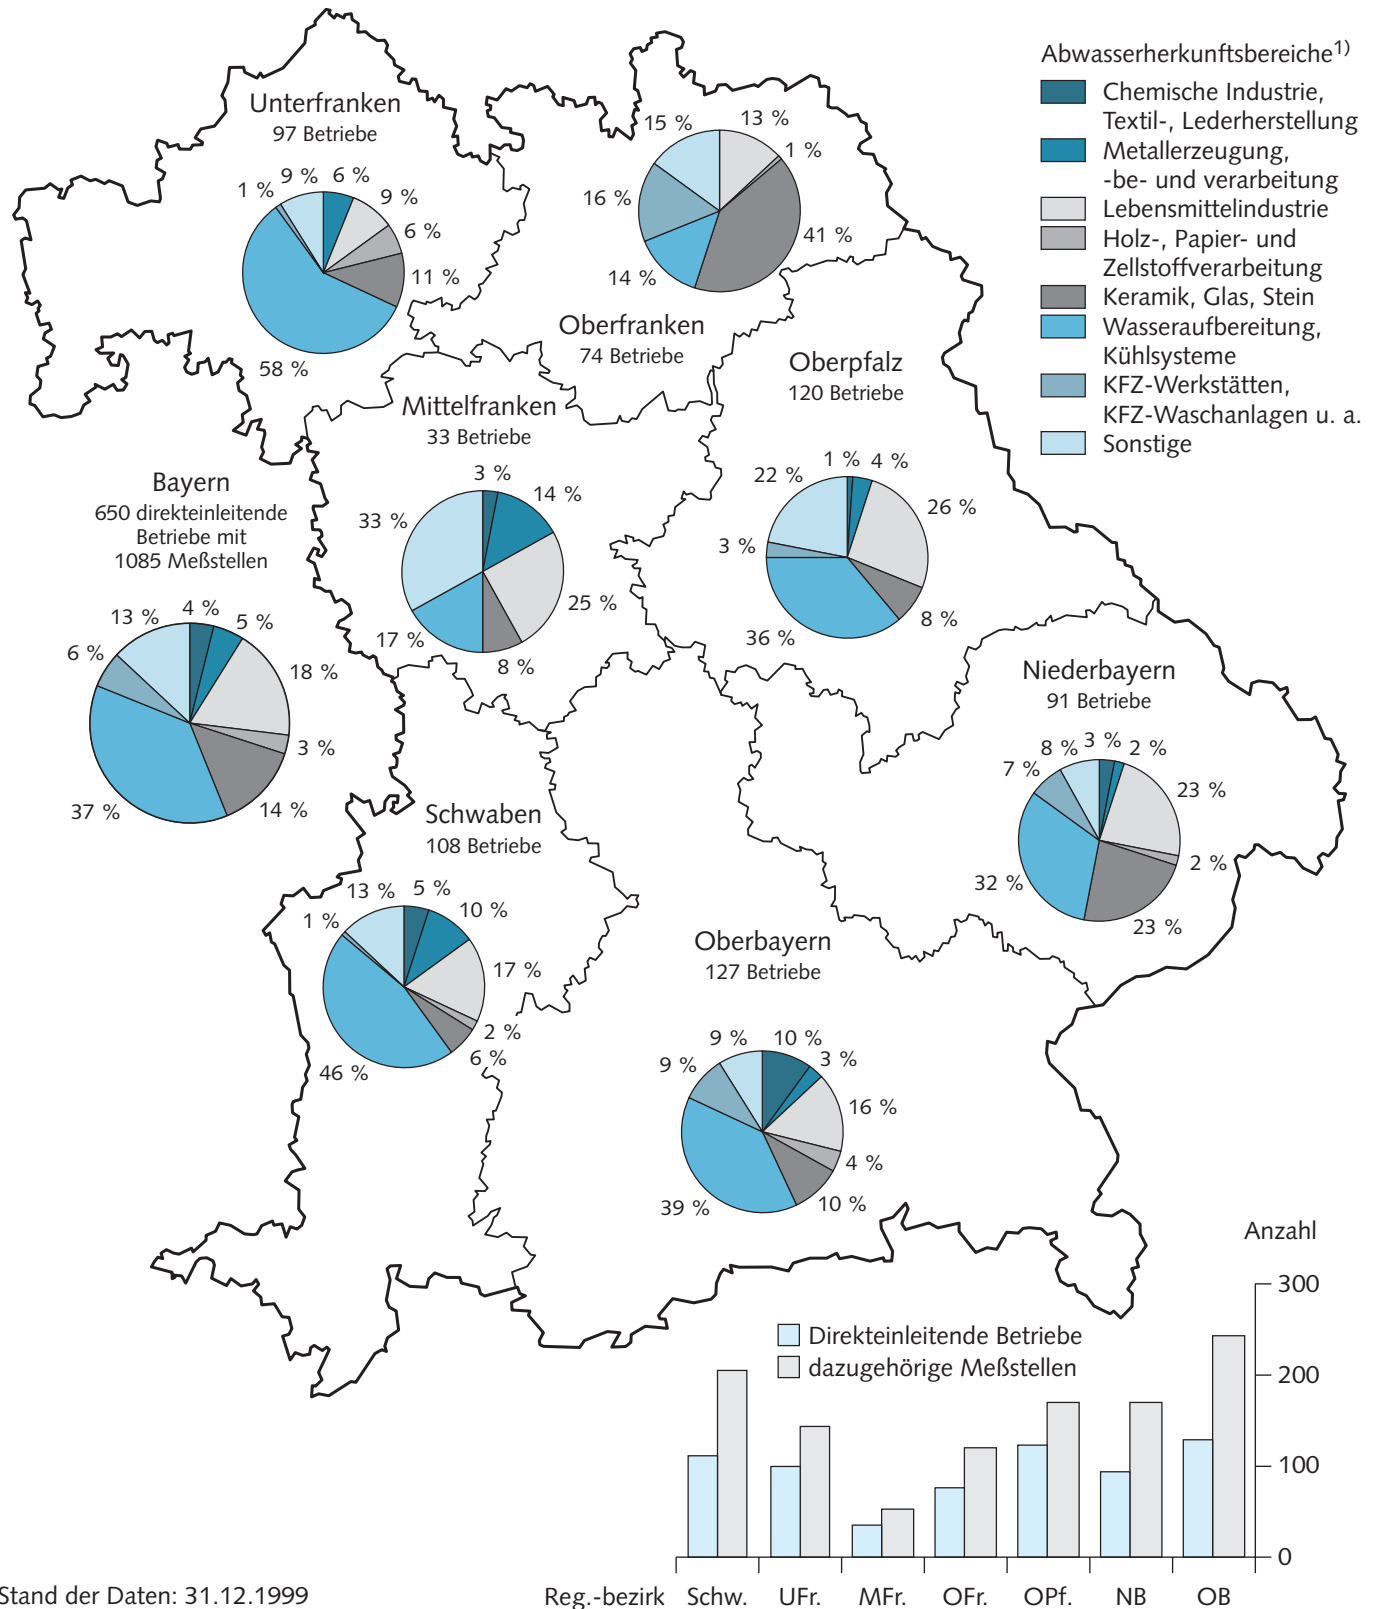 Abwasserherkunftsbereiche1)
Chemische Industrie,
Textil-, Lederherstellung
Metallerzeugung,
-be- und verarbeitung
Lebensmittelindustrie
Holz-, Papier- und
Zellstoffverarbeitung
Keramik, Glas, Stein
Wasseraufbereitung,
Kühlsysteme
KFZ-Werkstätten,
KFZ-Waschanlagen u. a.
Sonstige
Unterfranken
97 Betriebe
1 %
9 %
6 %
9 %
6 %
11 %
58 %
15 %
13 %
1 %
16 %
41 %
14 %
Oberfranken
74 Betriebe
Mittelfranken
33 Betriebe
3 %
14 %
33 %
25 %
17 %
8 %
Oberpfalz
120 Betriebe
22 %
1 %
4 %
26 %
3 %
8 %
36 %
Bayern
650 direkteinleitende
Betriebe mit
1085 Meßstellen
13 %
4 %
5 %
6 %
18 %
3 %
37 %
14 %
Niederbayern
91 Betriebe
7 %
8 %
3 %
2 %
23 %
2 %
32 %
23 %
Schwaben
108 Betriebe
13 %
5 %
10 %
1 %
17 %
2 %
6 %
46 %
Oberbayern
127 Betriebe
9 %
10 %
3 %
9 %
16 %
4 %
39 %
10 %
Anzahl
300
200
100
0
Direkteinleitende Betriebe
dazugehörige Meßstellen
Stand der Daten: 31.12.1999
Reg.-bezirk Schw. UFr. MFr. OFr. OPf. NB OB